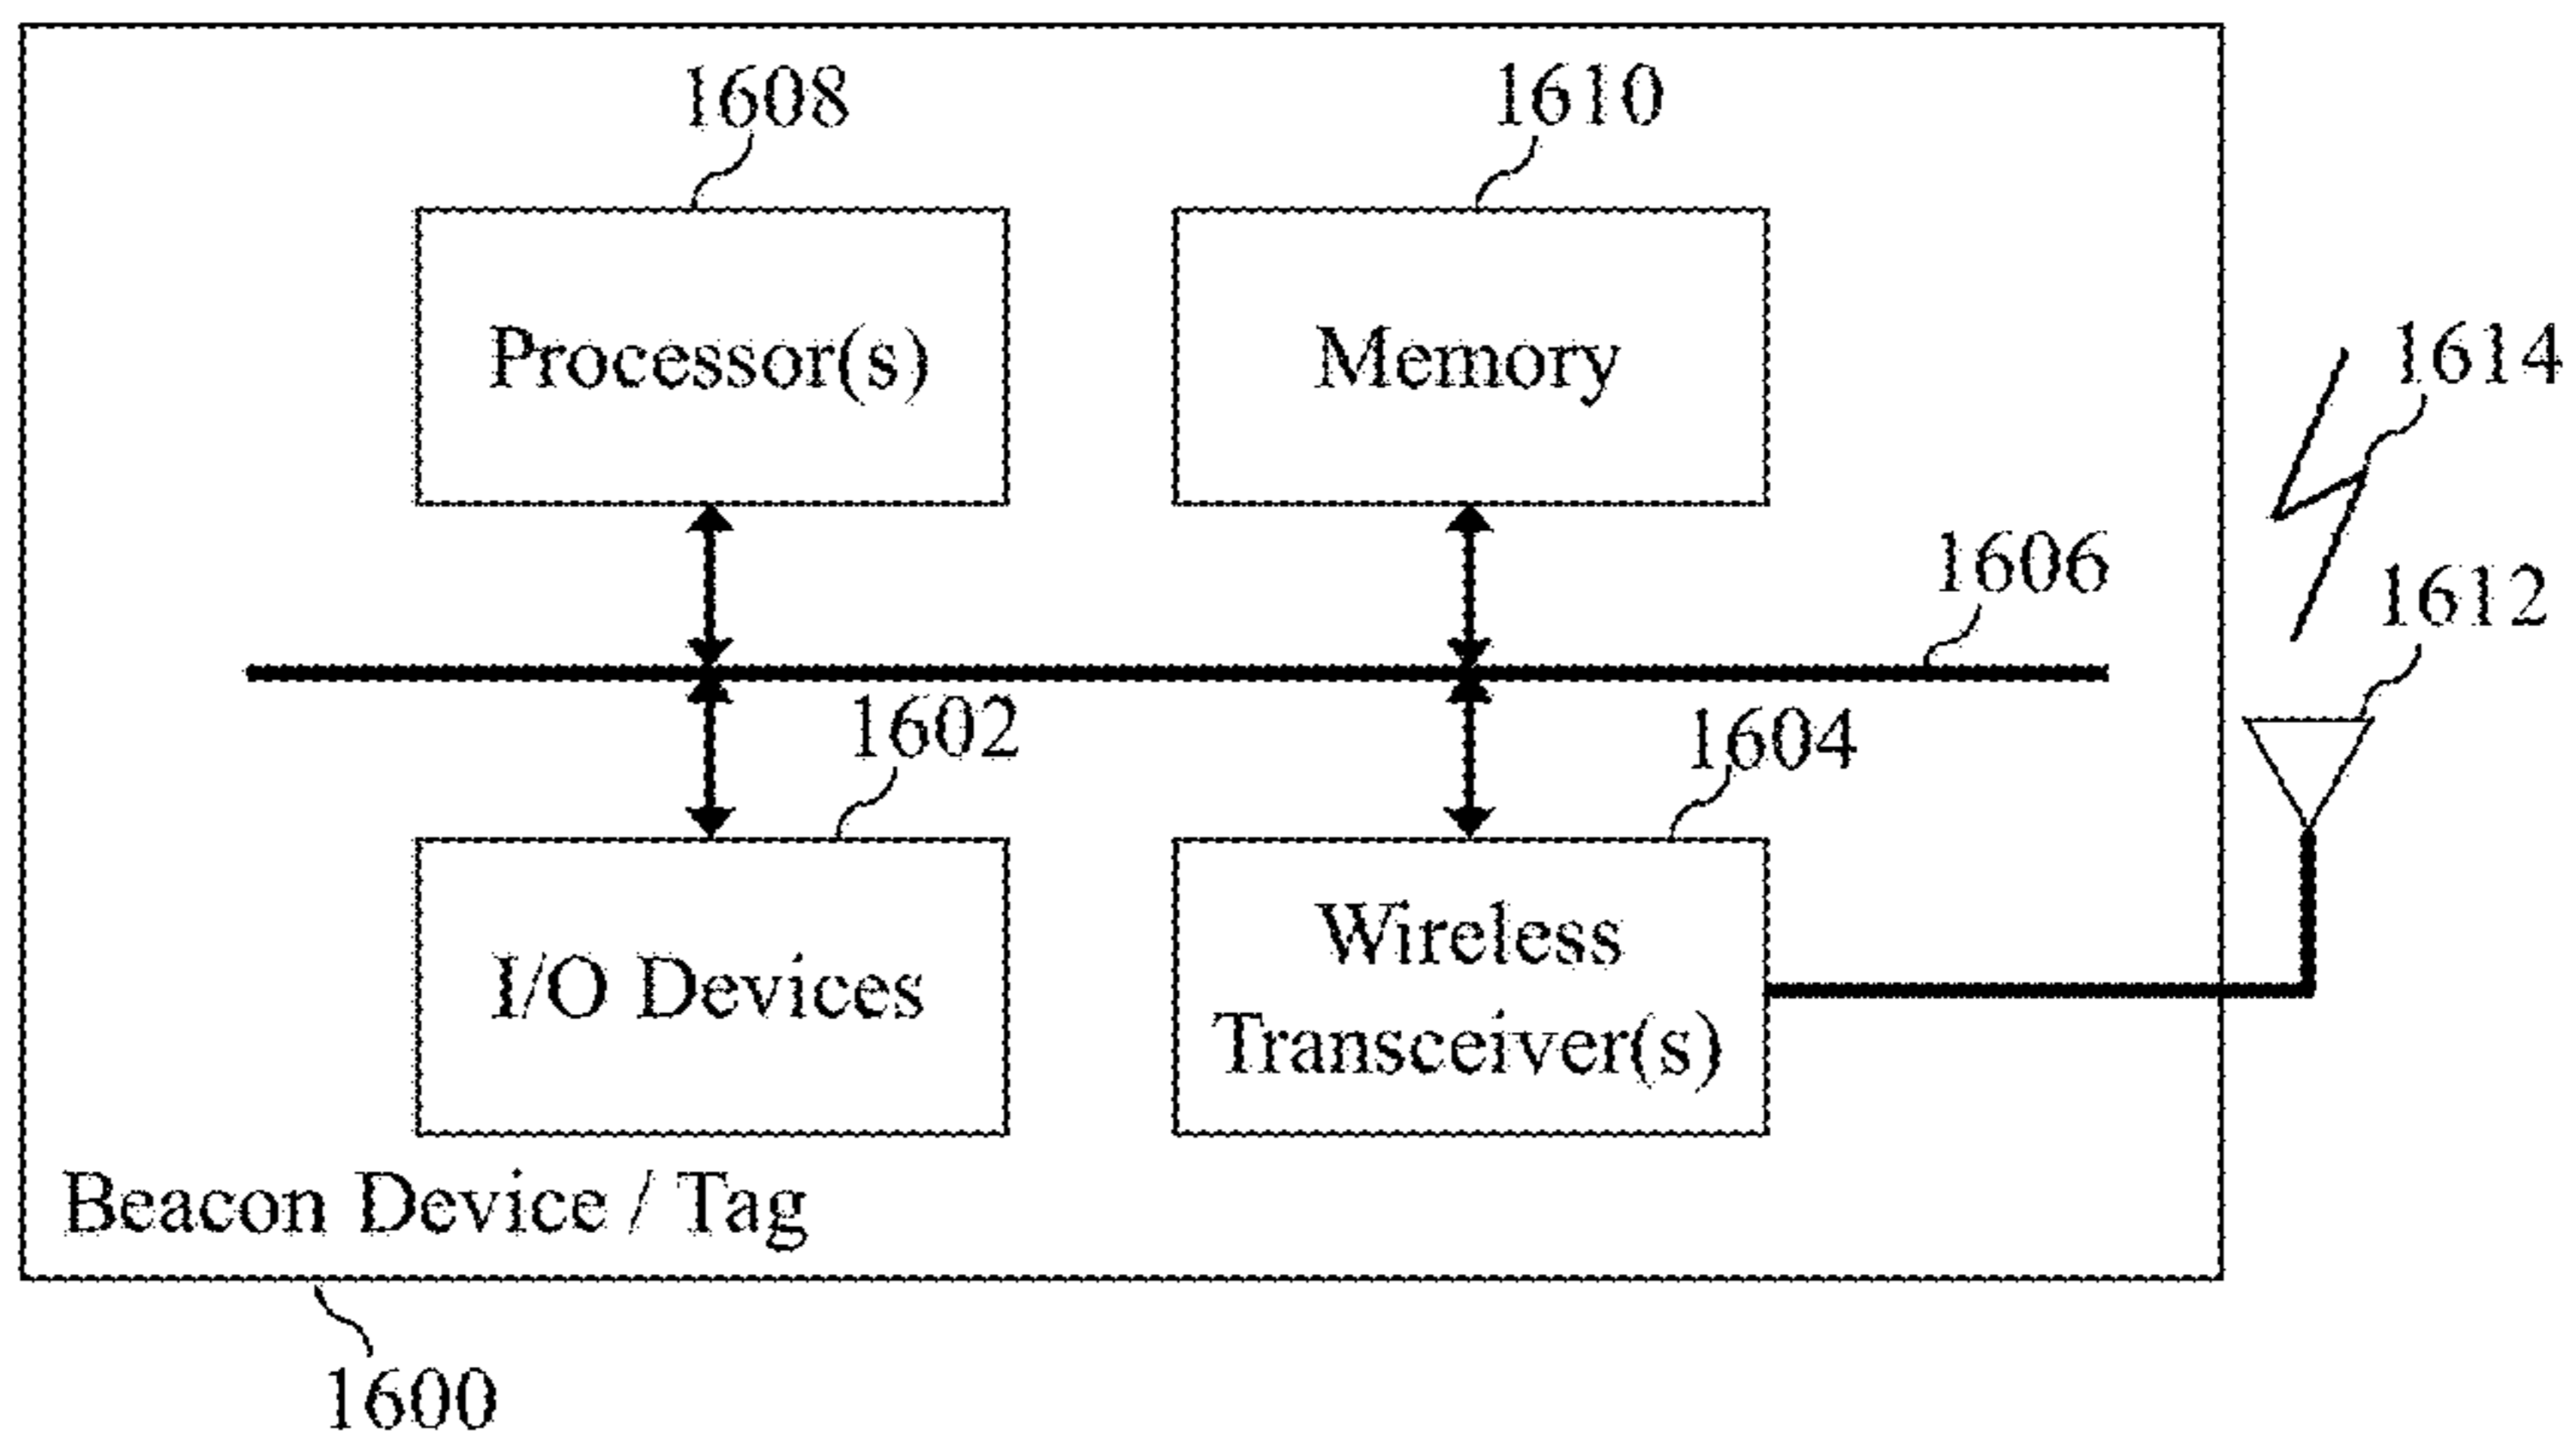 1608
1610
Processor(s)
Memory
1614
1606
1612
1602
1604
I/O Devices
Wireless
Transceiver(s)
Beacon Device / Tag
1600